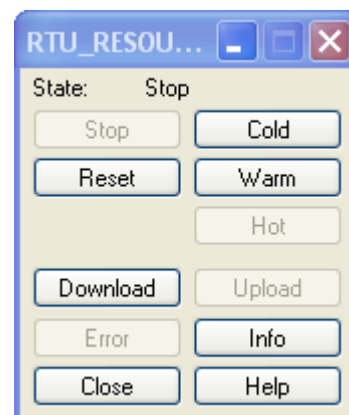 RTU_RESOU...
State: Stop
Stop Cold
Reset Warm
Hot
Download Upload
Error Info
Close Help